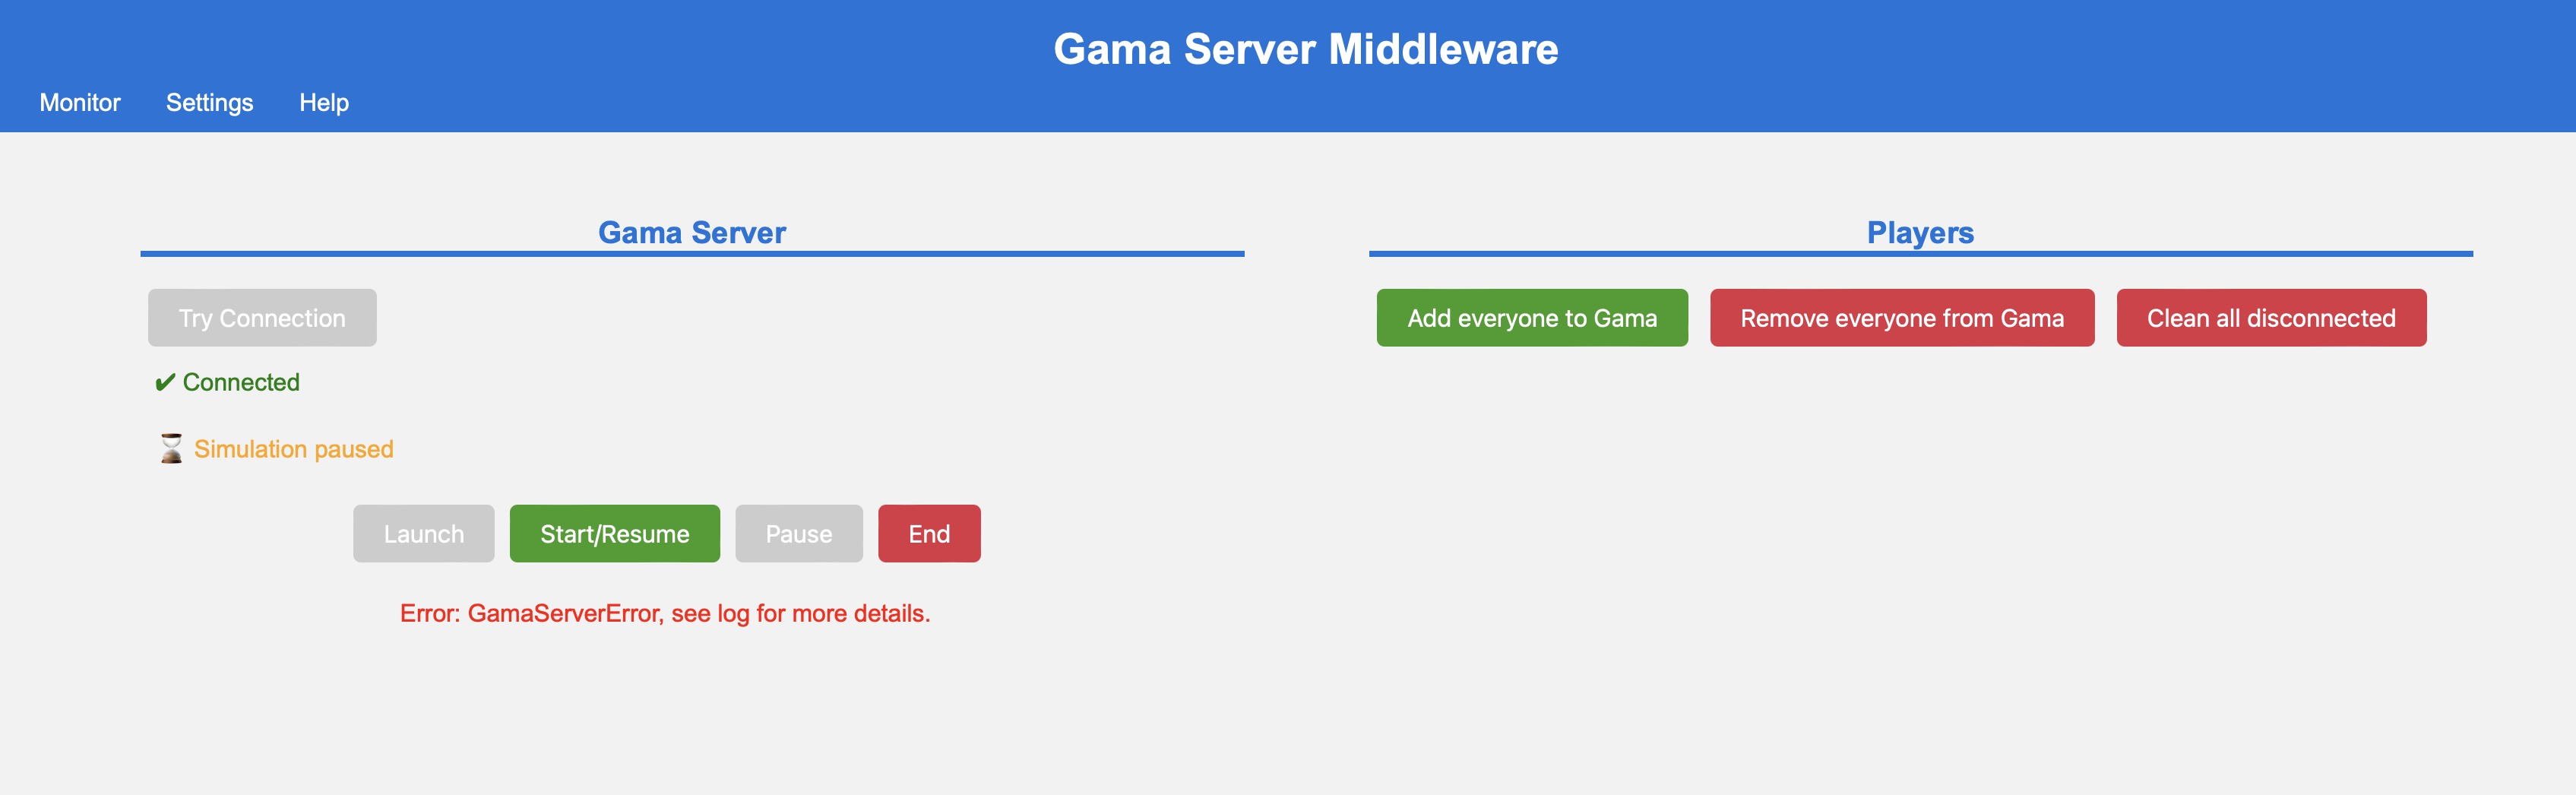 Gama Server Middleware
Monitor Settings Help
Gama Server
Try Connection
✔ Connected
⌛ Simulation paused
Launch Start/Resume Pause End
Error: GamaServerError, see log for more details.
Players
Add everyone to Gama Remove everyone from Gama Clean all disconnected